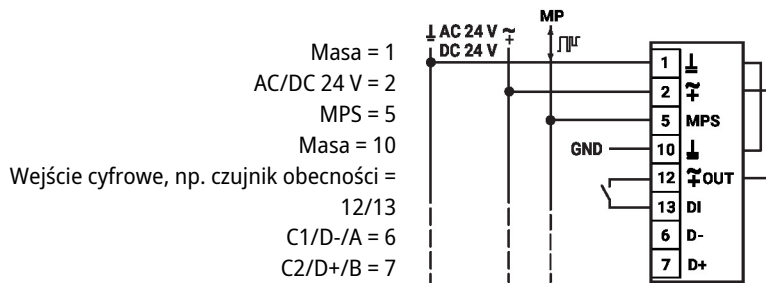 Masa = 1
AC/DC 24 V = 2
MPS = 5
Masa = 10
Wejście cyfrowe, np. czujnik obecności =
12/13
C1/D-/A = 6
C2/D+/B = 7
MP
⊥ AC 24 V ~
DC 24 V +
1 ⊥
2 ~+
5 MPS
GND 10 ⊥
12 ~+ OUT
13 DI
6 D-
7 D+